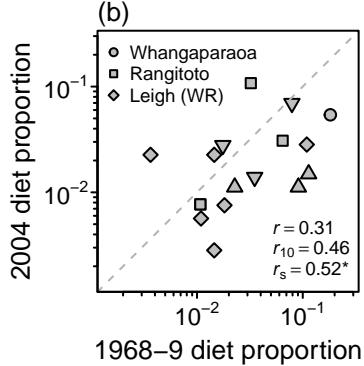 (b)
Whangaparaoa
Rangitoto
Leigh (WR)
10⁻¹
10⁻²
2004 diet proportion
r = 0.31
r₁₀ = 0.46
rₛ = 0.52*
10⁻² 10⁻¹
1968−9 diet proportion